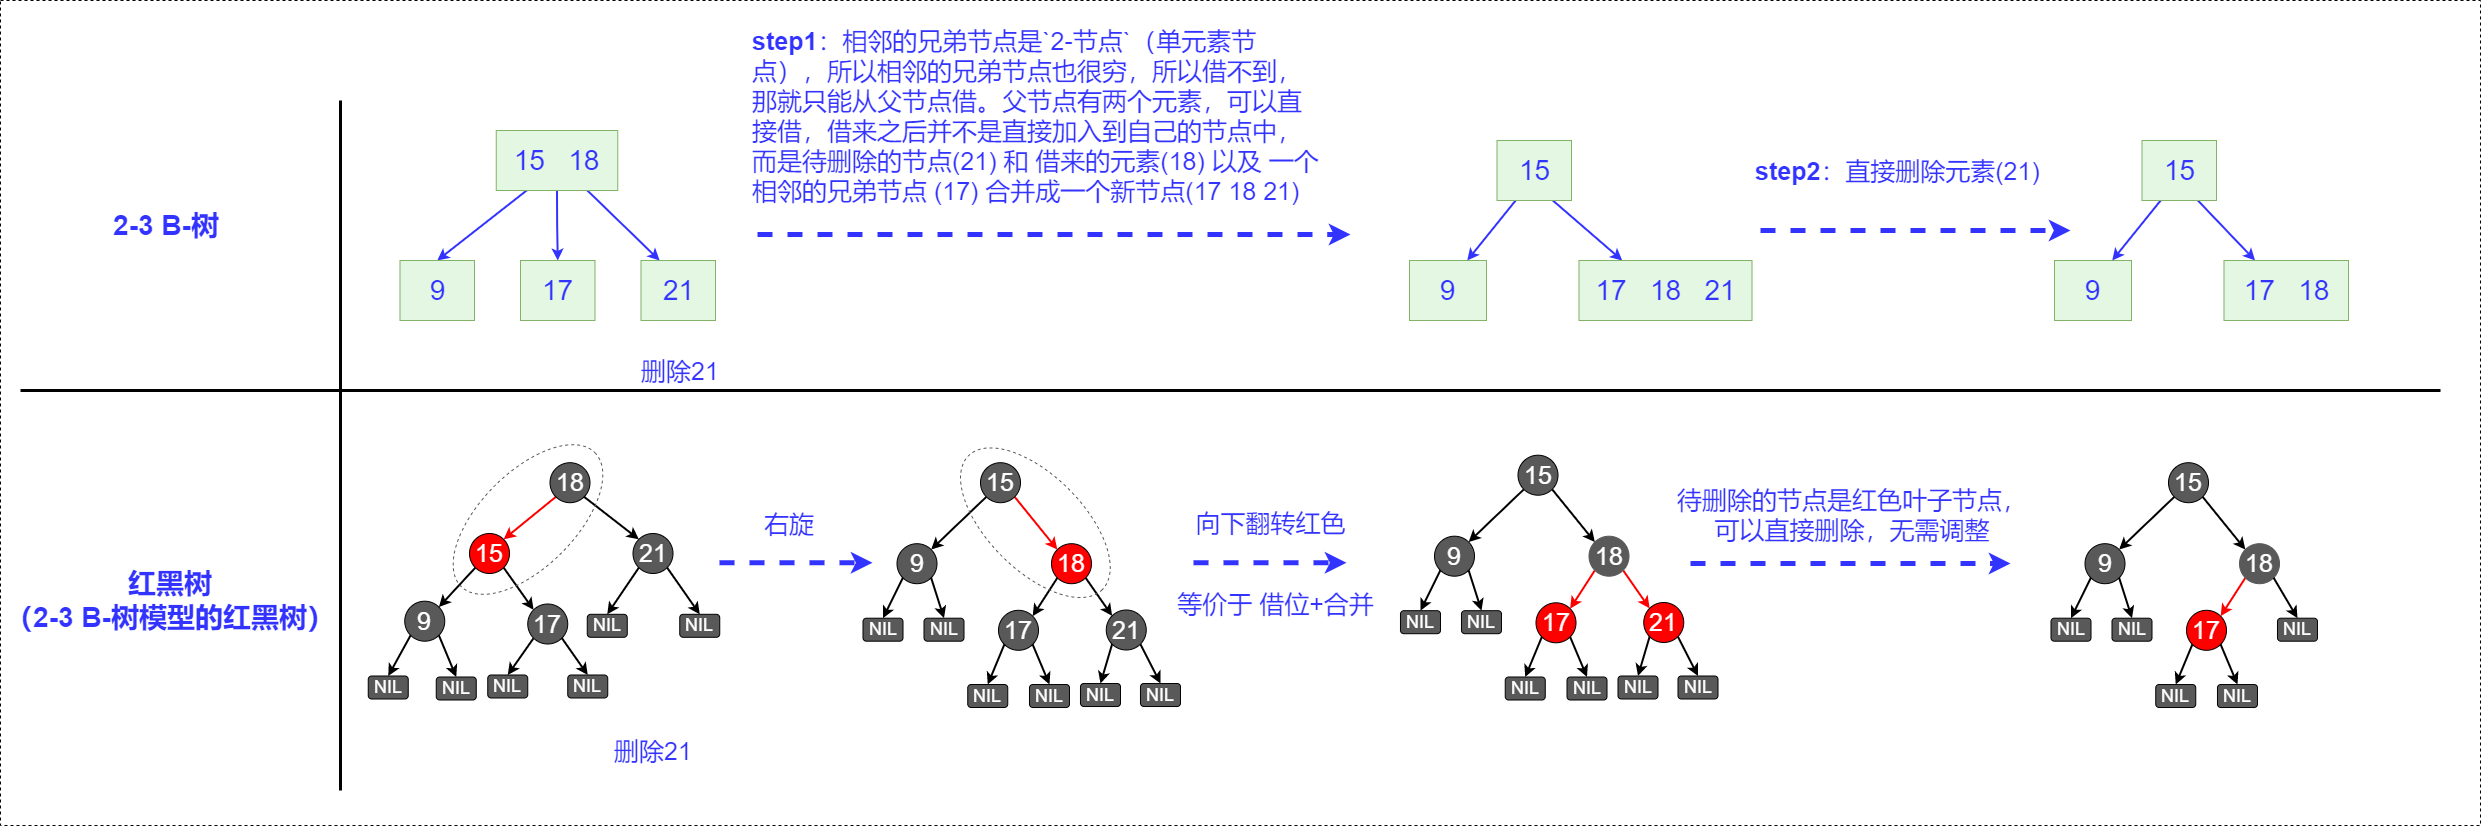 step1：相邻的兄弟节点是`2-节点`（单元素节
点），所以相邻的兄弟节点也很穷，所以借不到，
那就只能从父节点借。父节点有两个元素，可以直
接借，借来之后并不是直接加入到自己的节点中，
而是待删除的节点(21) 和 借来的元素(18) 以及 一个
相邻的兄弟节点 (17) 合并成一个新节点(17 18 21)
2-3 B-树
15 18
9 17 21
删除21
15
9 17 18 21
step2：直接删除元素(21)
15
9 17 18
红黑树
（2-3 B-树模型的红黑树）
18
15 21
9 17 NIL NIL
NIL NIL NIL NIL
删除21
右旋
15
9 18
NIL NIL 17 21
NIL NIL NIL NIL
向下翻转红色
等价于 借位+合并
15
9 18
NIL NIL 17 21
NIL NIL NIL NIL
待删除的节点是红色叶子节点，
可以直接删除，无需调整
15
9 18
NIL NIL 17 NIL
NIL NIL